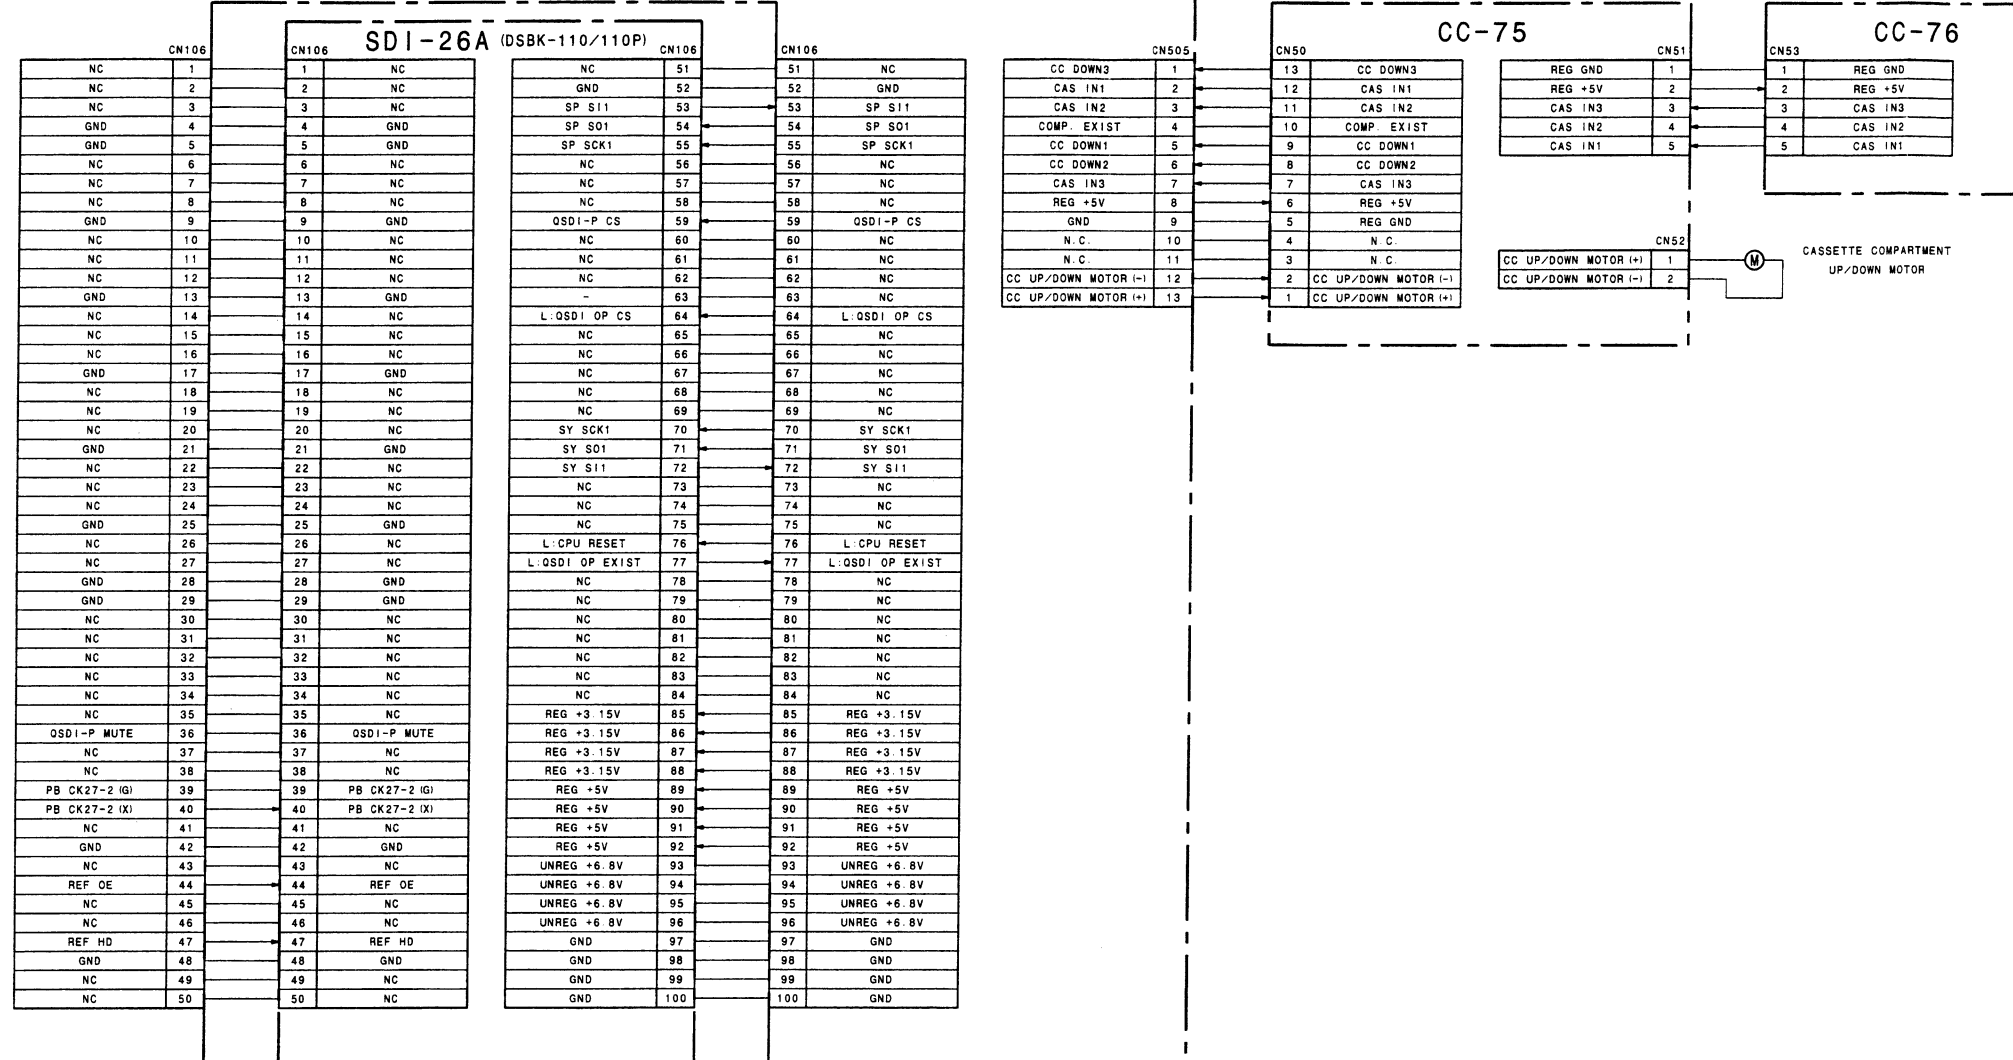 SDI-26A (DSBK-110/110P)
CN106 CN106 CN106 CN106
NC 1 1 NC NC 51 51 NC
NC 2 2 NC GND 52 52 GND
NC 3 3 NC SP SI1 53 53 SP SI1
GND 4 4 GND SP SO1 54 54 SP SO1
GND 5 5 GND SP SCK1 55 55 SP SCK1
NC 6 6 NC NC 56 56 NC
NC 7 7 NC NC 57 57 NC
NC 8 8 NC NC 58 58 NC
GND 9 9 GND QSDI-P CS 59 59 QSDI-P CS
NC 10 10 NC NC 60 60 NC
NC 11 11 NC NC 61 61 NC
NC 12 12 NC NC 62 62 NC
GND 13 13 GND - 63 63 NC
NC 14 14 NC L:QSDI OP CS 64 64 L:QSDI OP CS
NC 15 15 NC NC 65 65 NC
NC 16 16 NC NC 66 66 NC
GND 17 17 GND NC 67 67 NC
NC 18 18 NC NC 68 68 NC
NC 19 19 NC NC 69 69 NC
NC 20 20 NC SY SCK1 70 70 SY SCK1
GND 21 21 GND SY SO1 71 71 SY SO1
NC 22 22 NC SY SI1 72 72 SY SI1
NC 23 23 NC NC 73 73 NC
NC 24 24 NC NC 74 74 NC
GND 25 25 GND NC 75 75 NC
NC 26 26 NC L:CPU RESET 76 76 L:CPU RESET
NC 27 27 NC L:QSDI OP EXIST 77 77 L:QSDI OP EXIST
GND 28 28 GND NC 78 78 NC
GND 29 29 GND NC 79 79 NC
NC 30 30 NC NC 80 80 NC
NC 31 31 NC NC 81 81 NC
NC 32 32 NC NC 82 82 NC
NC 33 33 NC NC 83 83 NC
NC 34 34 NC NC 84 84 NC
NC 35 35 NC REG +3.15V 85 85 REG +3.15V
QSDI-P MUTE 36 36 QSDI-P MUTE REG +3.15V 86 86 REG +3.15V
NC 37 37 NC REG +3.15V 87 87 REG +3.15V
NC 38 38 NC REG +3.15V 88 88 REG +3.15V
PB CK27-2(G) 39 39 PB CK27-2(G) REG +5V 89 89 REG +5V
PB CK27-2(X) 40 40 PB CK27-2(X) REG +5V 90 90 REG +5V
NC 41 41 NC REG +5V 91 91 REG +5V
GND 42 42 GND REG +5V 92 92 REG +5V
NC 43 43 NC UNREG +6.8V 93 93 UNREG +6.8V
REF OE 44 44 REF OE UNREG +6.8V 94 94 UNREG +6.8V
NC 45 45 NC UNREG +6.8V 95 95 UNREG +6.8V
NC 46 46 NC UNREG +6.8V 96 96 UNREG +6.8V
REF HD 47 47 REF HD GND 97 97 GND
GND 48 48 GND GND 98 98 GND
NC 49 49 NC GND 99 99 GND
NC 50 50 NC GND 100 100 GND
CC-75
CN505 CN50
CC DOWN3 1 13 CC DOWN3
CAS IN1 2 12 CAS IN1
CAS IN2 3 11 CAS IN2
COMP. EXIST 4 10 COMP. EXIST
CC DOWN1 5 9 CC DOWN1
CC DOWN2 6 8 CC DOWN2
CAS IN3 7 7 CAS IN3
REG +5V 8 6 REG +5V
GND 9 5 REG GND
N.C. 10 4 N.C.
N.C. 11 3 N.C.
CC UP/DOWN MOTOR(-) 12 2 CC UP/DOWN MOTOR(-)
CC UP/DOWN MOTOR(+) 13 1 CC UP/DOWN MOTOR(+)
CC-76
CN51 CN53
REG GND 1 1 REG GND
REG +5V 2 2 REG +5V
CAS IN3 3 3 CAS IN3
CAS IN2 4 4 CAS IN2
CAS IN1 5 5 CAS IN1
CN52
CC UP/DOWN MOTOR(+) 1
CC UP/DOWN MOTOR(-) 2
M
CASSETTE COMPARTMENT
UP/DOWN MOTOR